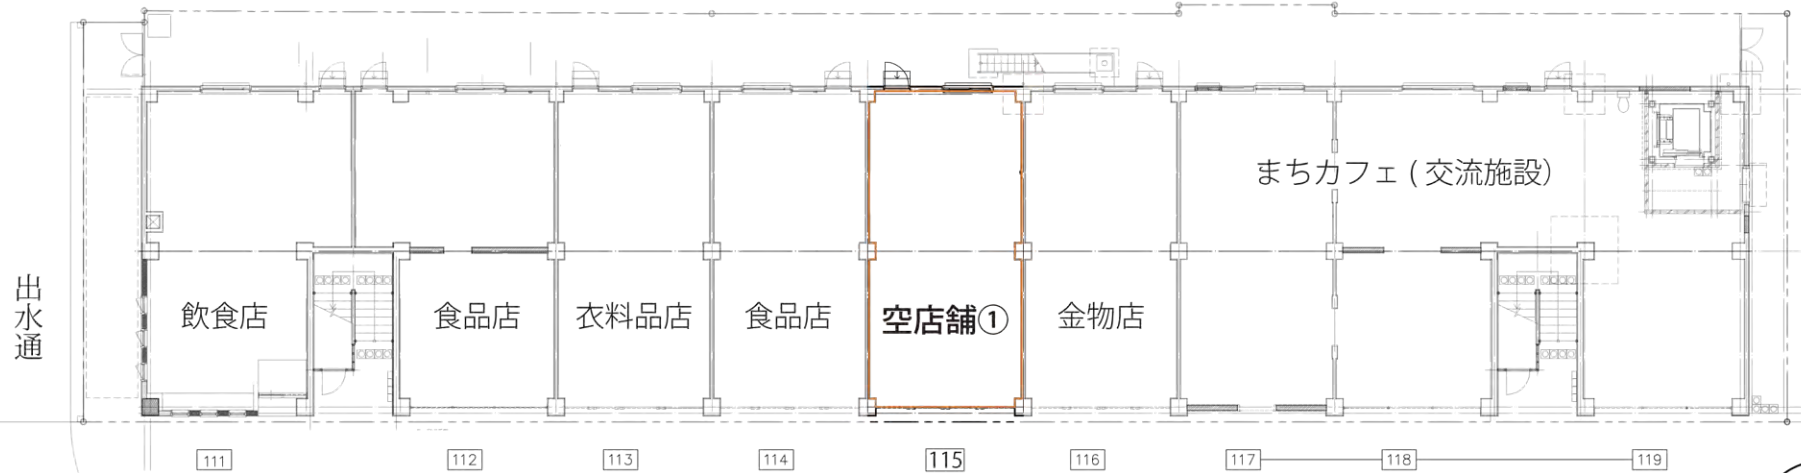 まちカフェ(交流施設)
出水通
飲食店
食品店
衣料品店
食品店
空店舗①
金物店
111
112
113
114
115
116
117
118
119